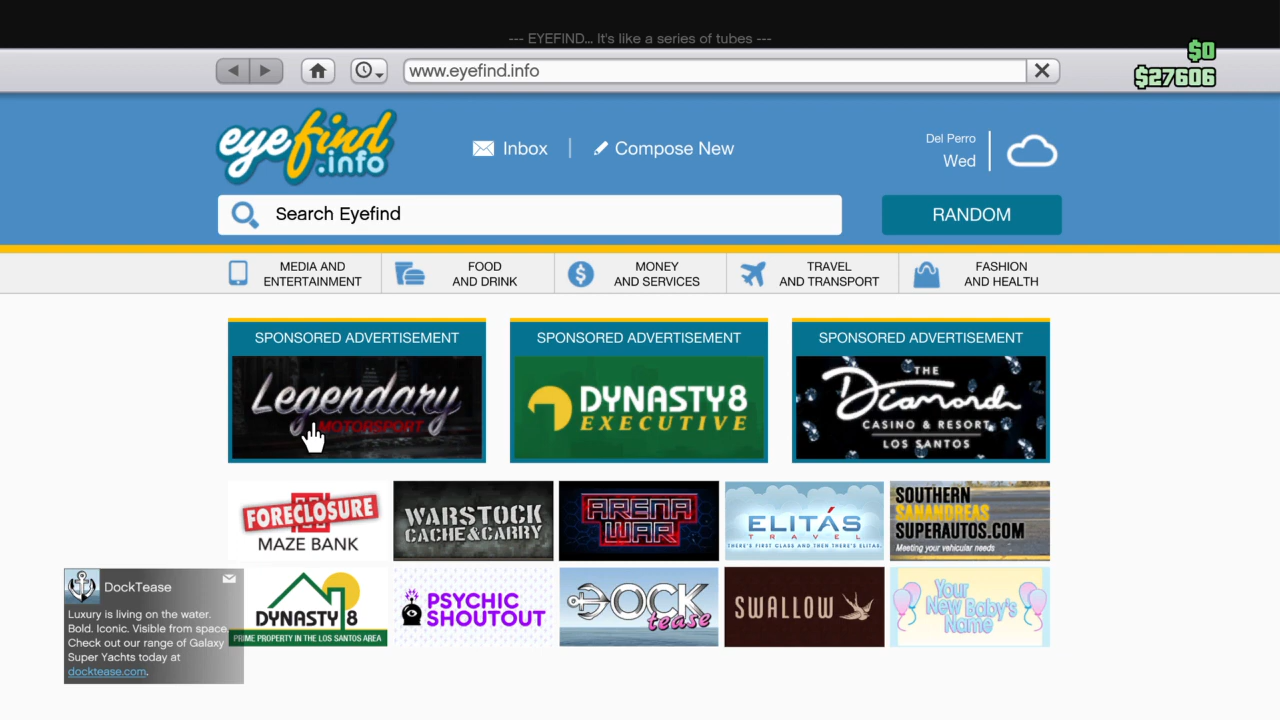 --- EYEFIND... It's like a series of tubes ---
$0
www.eyefind.info
$27606
eyefind
.info
Inbox
Compose New
Del Perro
Wed
Search Eyefind
RANDOM
MEDIA AND
ENTERTAINMENT
FOOD
AND DRINK
MONEY
AND SERVICES
TRAVEL
AND TRANSPORT
FASHION
AND HEALTH
SPONSORED ADVERTISEMENT
Legendary
MOTORSPORT
SPONSORED ADVERTISEMENT
DYNASTY8
EXECUTIVE
SPONSORED ADVERTISEMENT
THE
Diamond
CASINO & RESORT
LOS SANTOS
FORECLOSURE
MAZE BANK
WARSTOCK
CACHE&CARRY
ARENA
WAR
ELITÁS
TRAVEL
THERE'S FIRST CLASS AND THEN THERE'S ELITÁS.
SOUTHERN
SANANDREAS
SUPERAUTOS.COM
Meeting your vehicular needs
DockTease
Luxury is living on the water.
Bold. Iconic. Visible from space.
Check out our range of Galaxy
Super Yachts today at
docktease.com.
DYNASTY 8
PRIME PROPERTY IN THE LOS SANTOS AREA
PSYCHIC
SHOUTOUT
DOCK
tease
SWALLOW
Your
New Baby's
Name